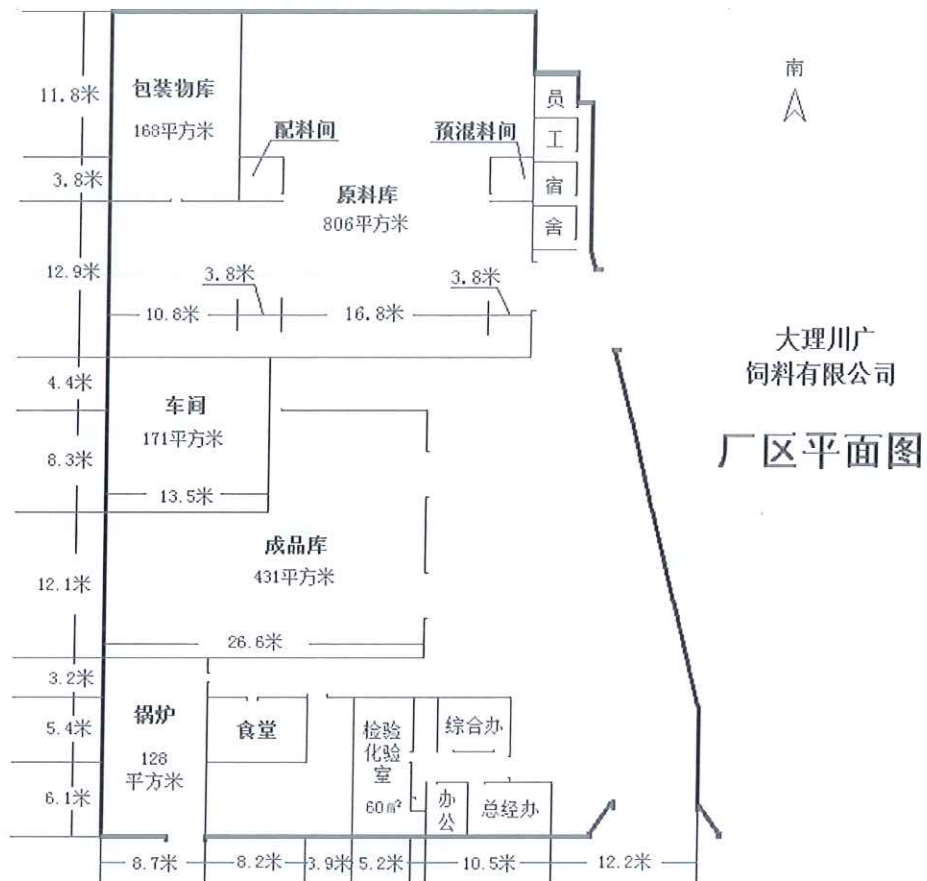 11.8米
包装物库
168平方米
配料间
预混料间
员
工
宿
舍
南
3.8米
原料库
806平方米
12.9米
3.8米
3.8米
10.8米
16.8米
大理川广
饲料有限公司
厂区平面图
4.4米
车间
171平方米
8.3米
13.5米
成品库
431平方米
12.1米
26.6米
3.2米
锅炉
128
平方米
5.4米
食堂
检验
化验
室
60㎡
综合办
6.1米
办
公
总经办
8.7米
8.2米
3.9米
5.2米
10.5米
12.2米